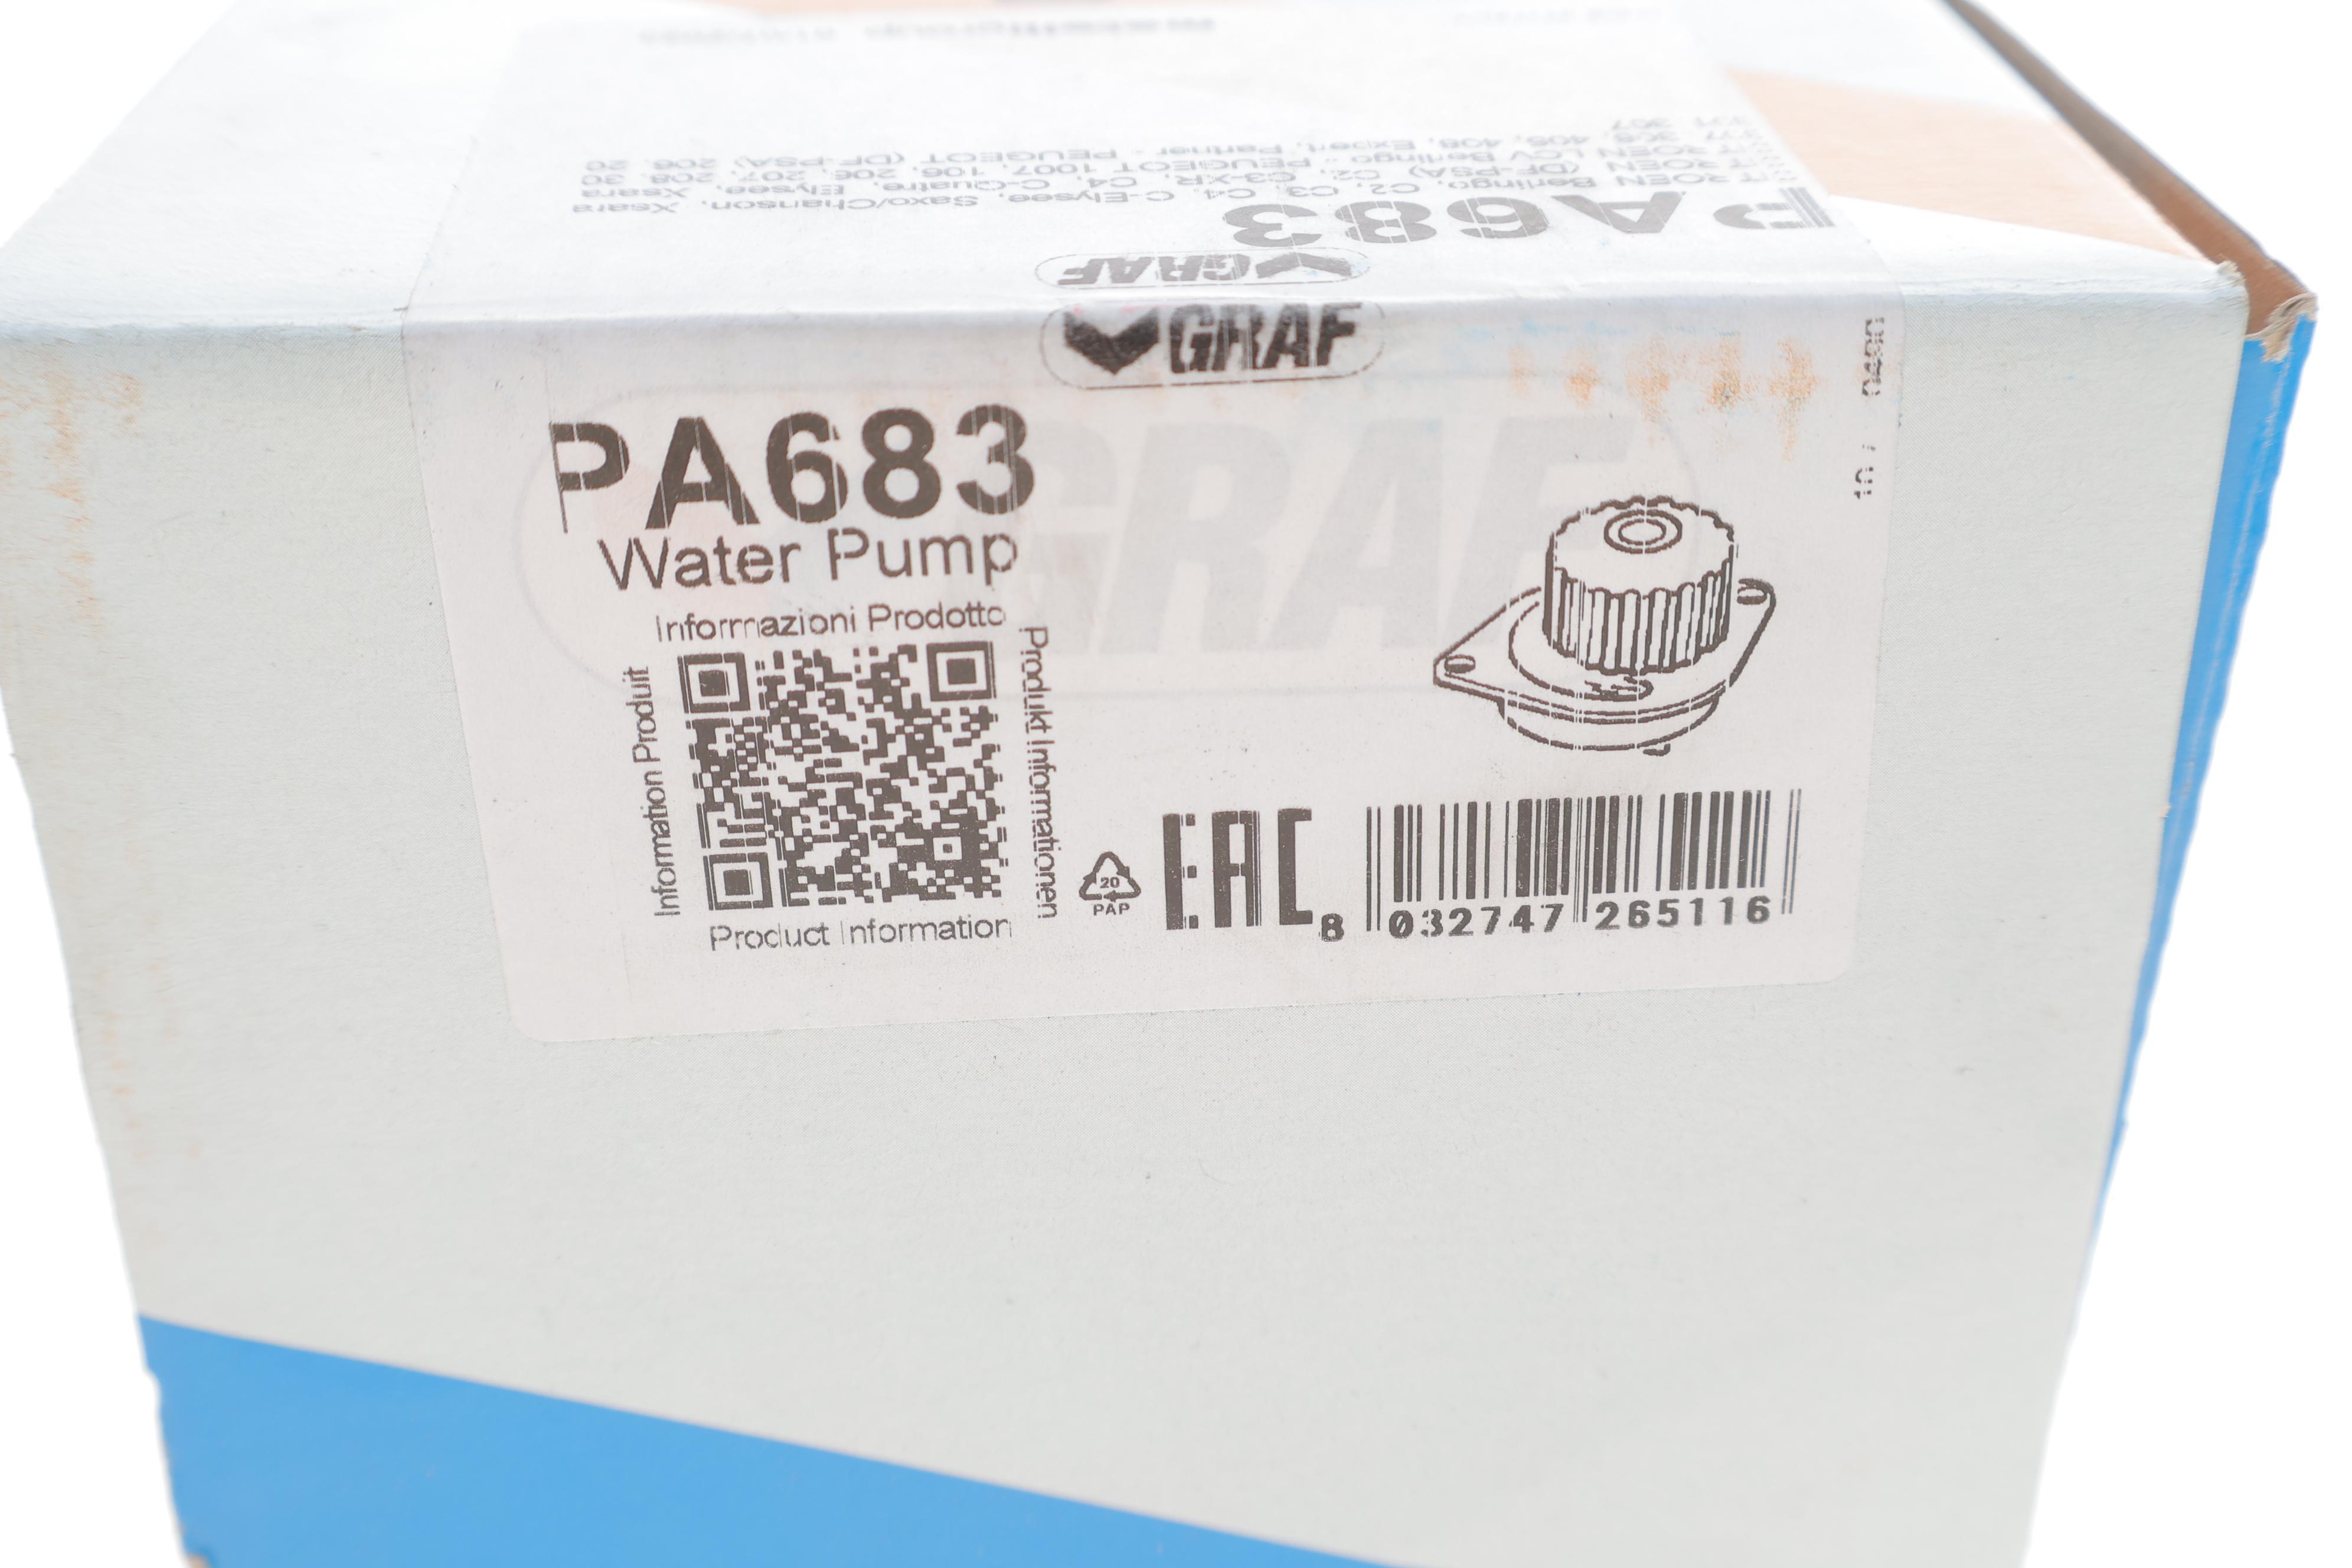 PA683
CITROEN Berlingo, C2, C3, C4, C-Elysee, Saxo/Chanson, Xsara
CITROEN (DF-PSA) C2, C3-XR, C4, C-Quatre, Elysee, Xsara
CITROEN LCV Berlingo - PEUGEOT 1007, 106, 206, 207, 208, 30
405, 406, Expert, Partner - PEUGEOT (DF-PSA) 206, 20
307
GRAF
GRAF
GRAF
PA683
Water Pump
Informazioni Prodotto
Information Produit
Produkt Informationen
Product Information
20
PAP
EAC
8 032747 265116